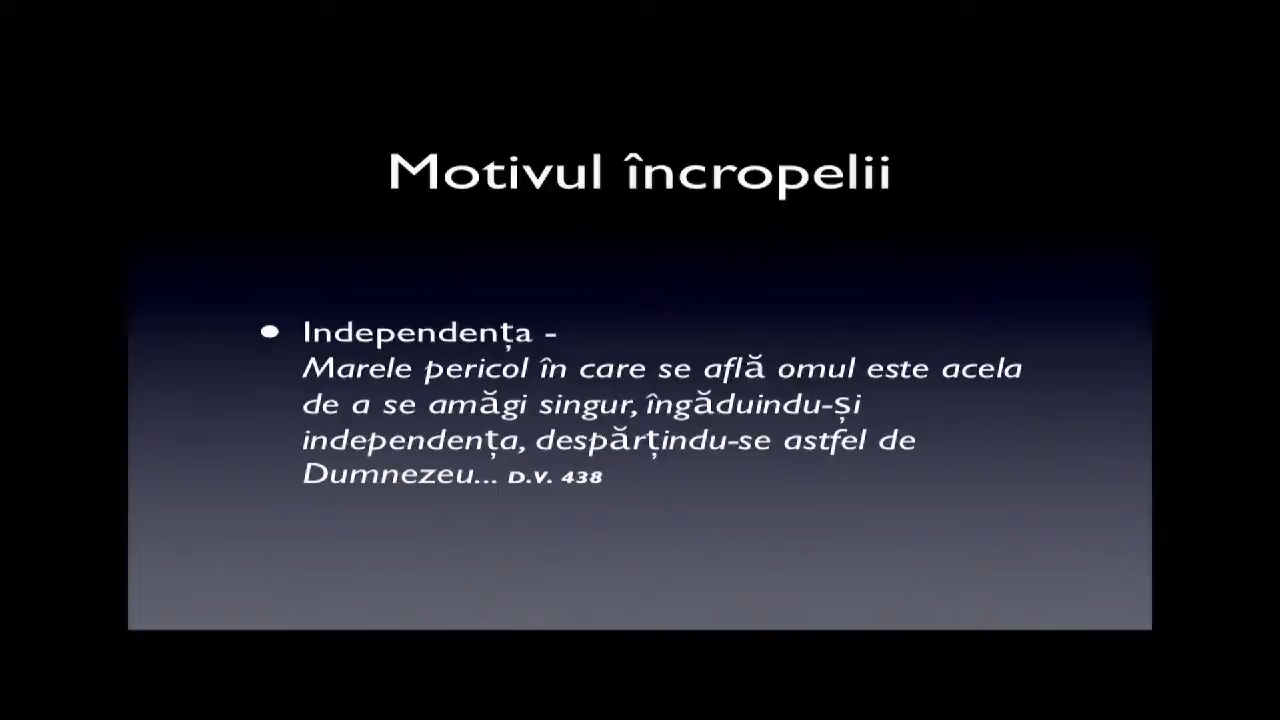 Motivul încropelii
• Independența -
Marele pericol în care se află omul este acela
de a se amăgi singur, îngăduindu-și
independența, despărțindu-se astfel de
Dumnezeu... D.V. 438